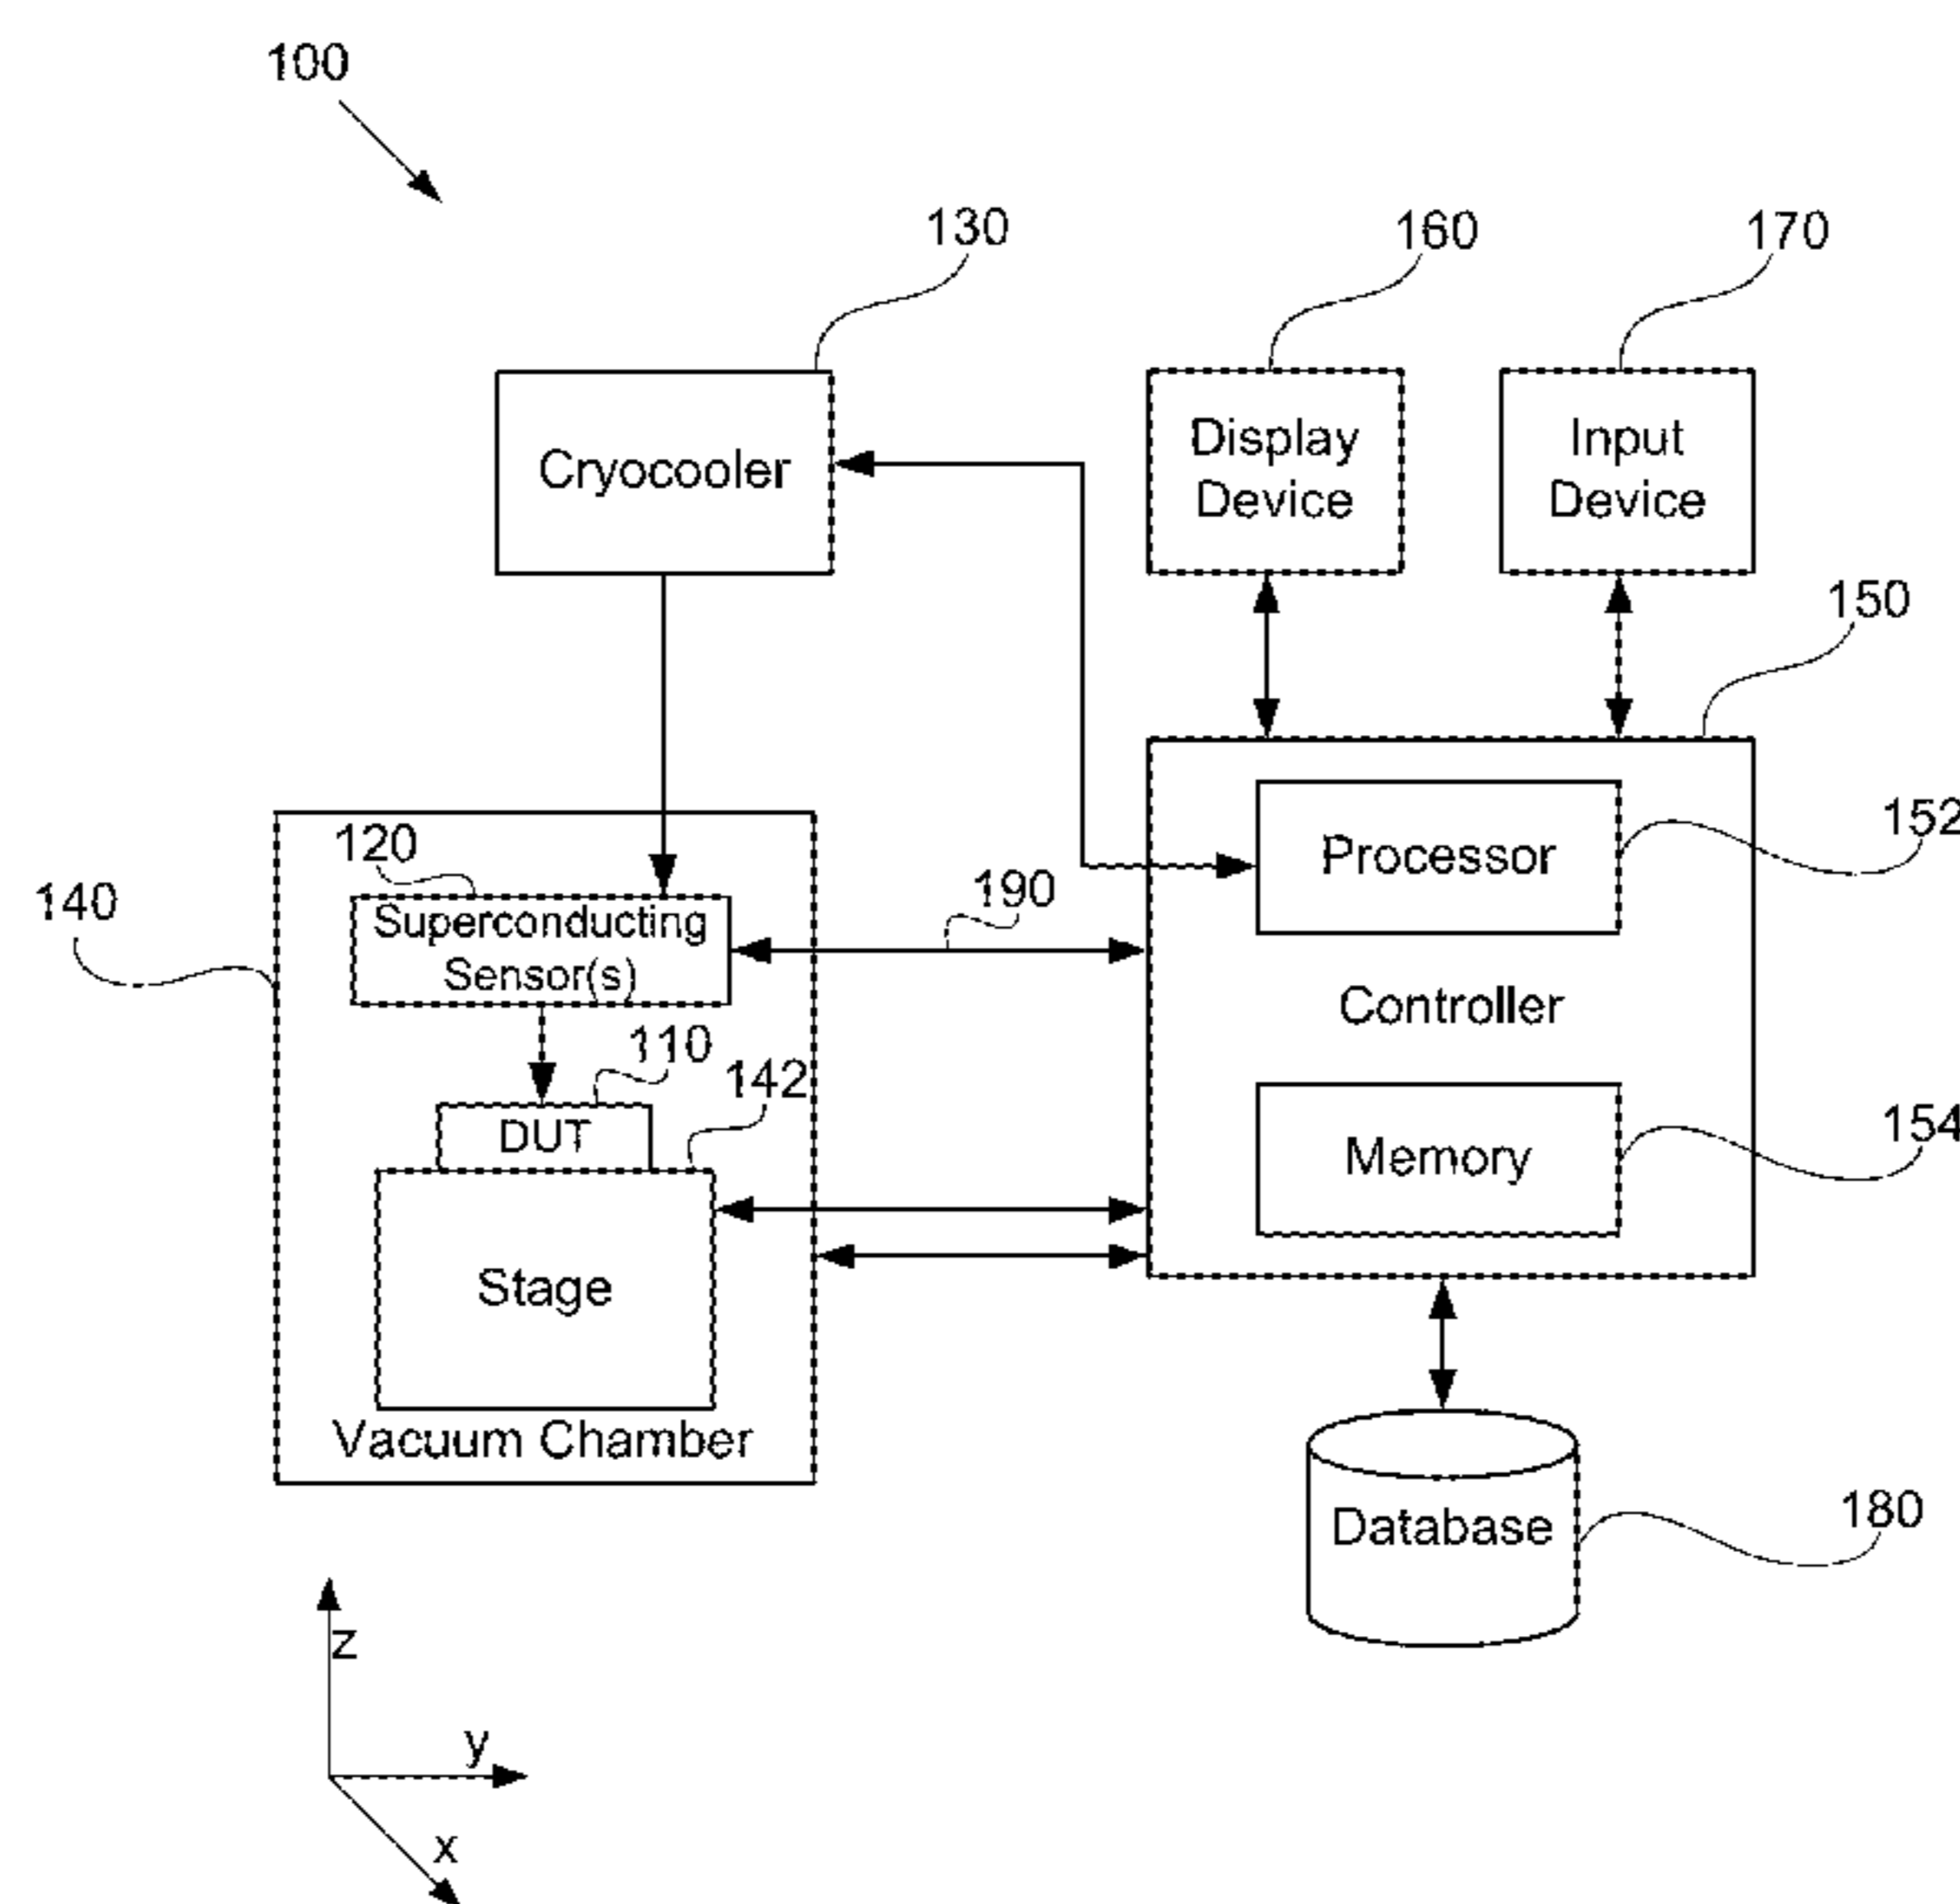 100
130
160
170
Cryocooler
Display
Device
Input
Device
150
120
140
Superconducting
Sensor(s)
190
Processor
152
Controller
110
142
DUT
Memory
154
Stage
Vacuum Chamber
Database
180
z
y
x